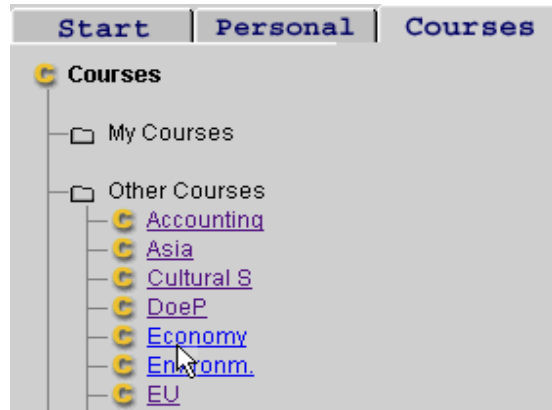 Start Personal Courses
C Courses
My Courses
Other Courses
C Accounting
C Asia
C Cultural S
C DoeP
C Economy
C Environm.
C EU